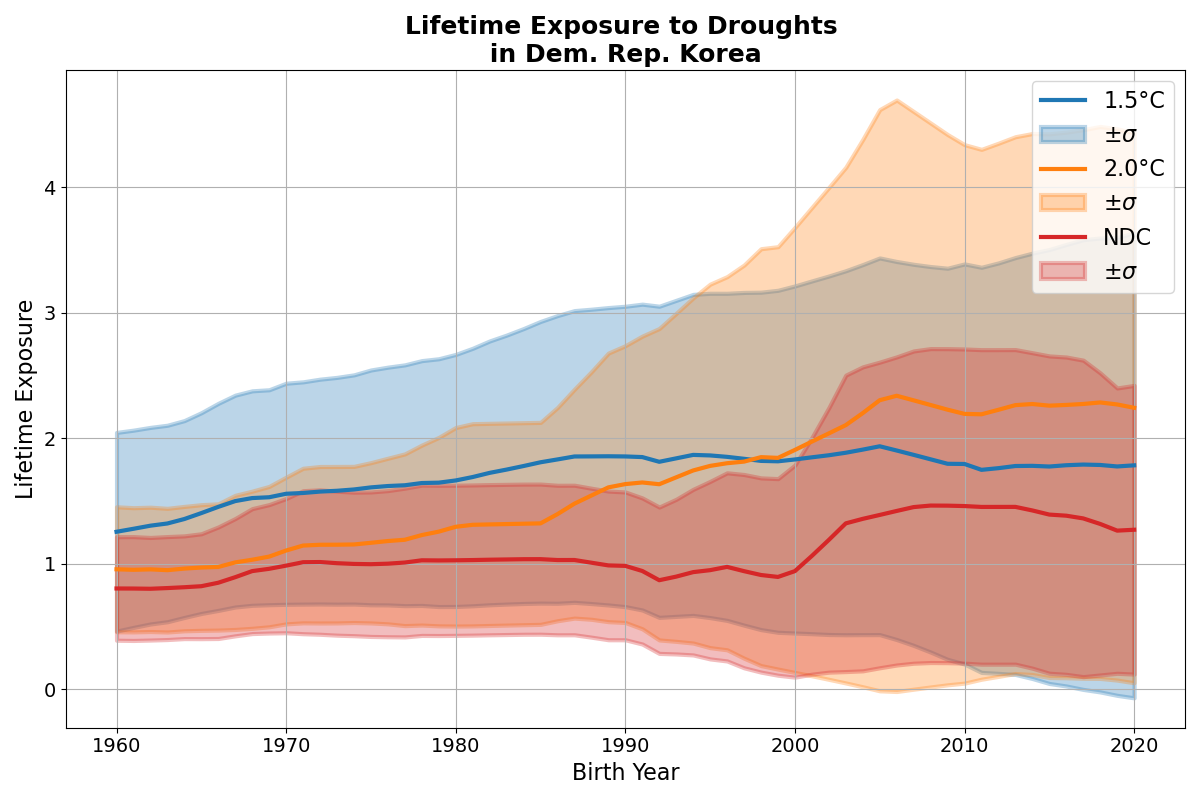 Lifetime Exposure to Droughts
in Dem. Rep. Korea
Lifetime Exposure
4
3
2
1
0
1960
1970
1980
1990
2000
2010
2020
Birth Year
1.5°C
±σ
2.0°C
±σ
NDC
±σ